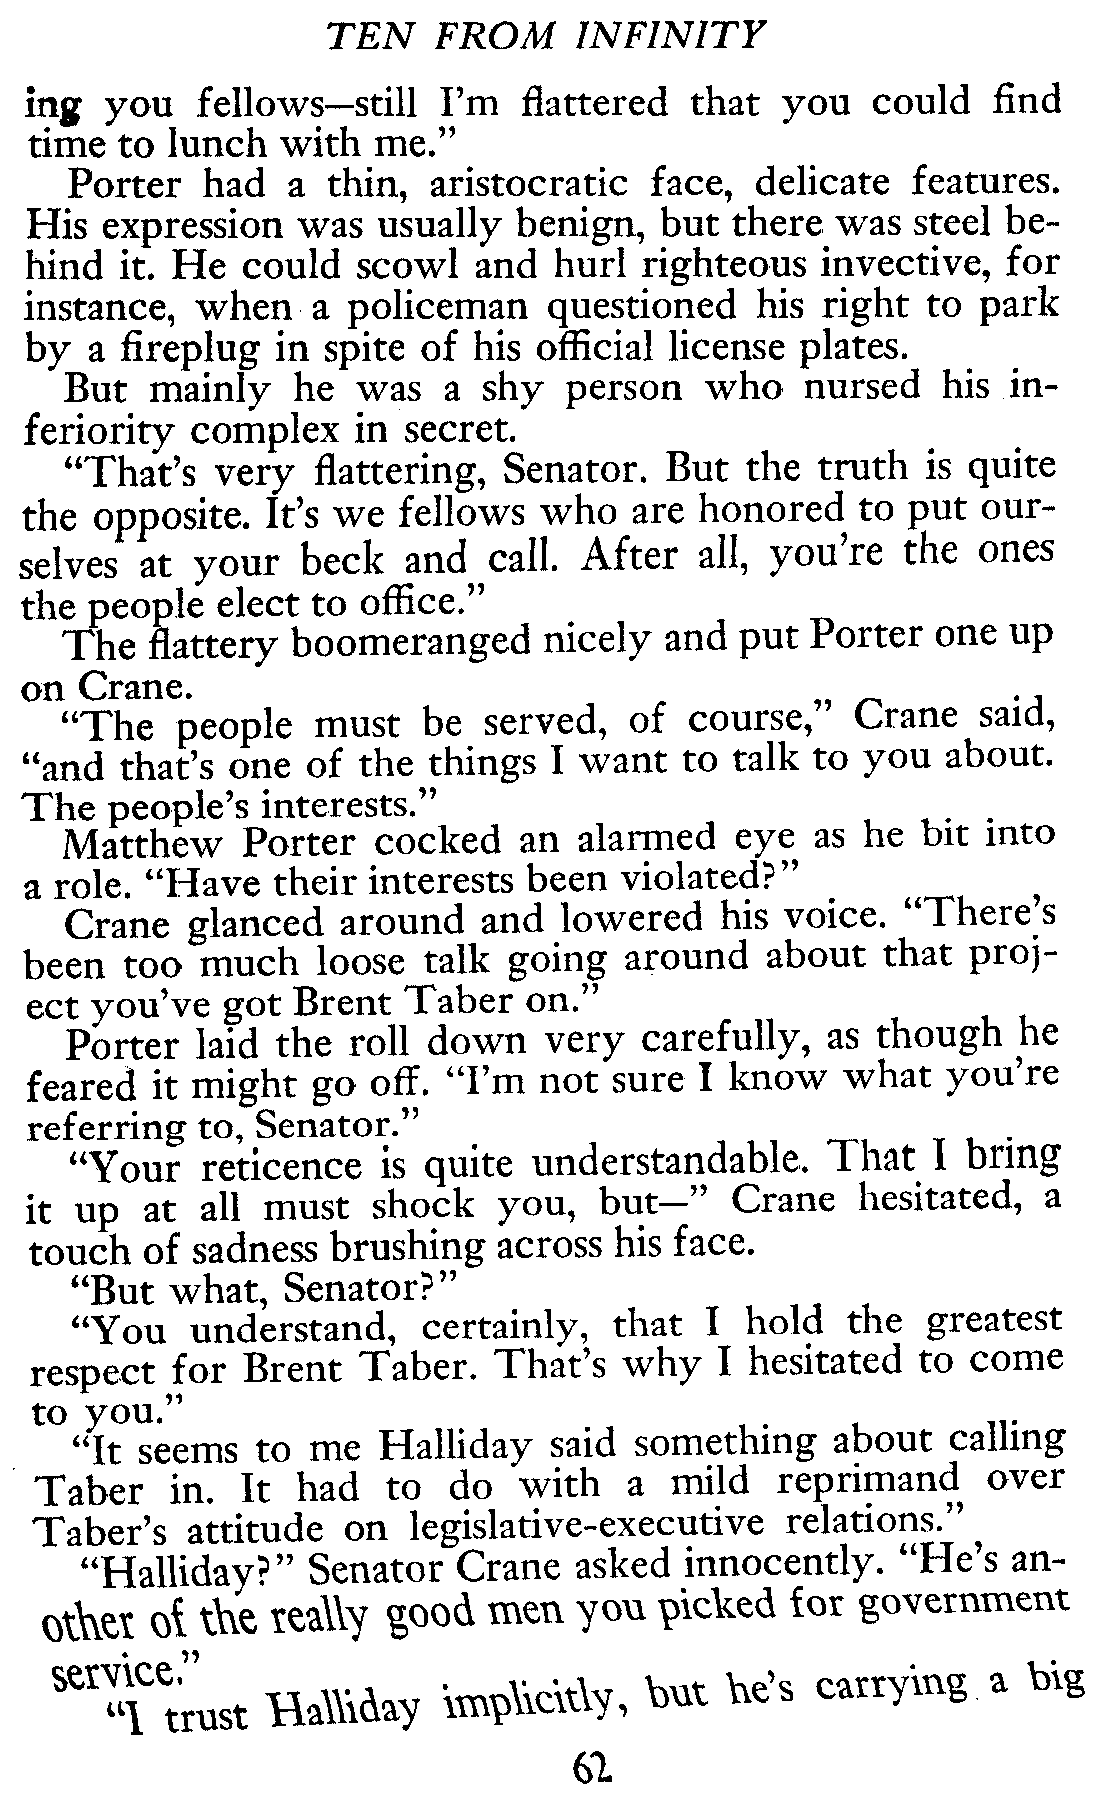 TEN FROM INFINITY
ing you fellows—still I'm flattered that you could find
time to lunch with me."
Porter had a thin, aristocratic face, delicate features.
His expression was usually benign, but there was steel be-
hind it. He could scowl and hurl righteous invective, for
instance, when a policeman questioned his right to park
by a fireplug in spite of his official license plates.
But mainly he was a shy person who nursed his in-
feriority complex in secret.
"That's very flattering, Senator. But the truth is quite
the opposite. It's we fellows who are honored to put our-
selves at your beck and call. After all, you're the ones
the people elect to office."
The flattery boomeranged nicely and put Porter one up
on Crane.
"The people must be served, of course," Crane said,
"and that's one of the things I want to talk to you about.
The people's interests."
Matthew Porter cocked an alarmed eye as he bit into
a role. "Have their interests been violated?"
Crane glanced around and lowered his voice. "There's
been too much loose talk going around about that proj-
ect you've got Brent Taber on."
Porter laid the roll down very carefully, as though he
feared it might go off. "I'm not sure I know what you're
referring to, Senator."
"Your reticence is quite understandable. That I bring
it up at all must shock you, but—" Crane hesitated, a
touch of sadness brushing across his face.
"But what, Senator?"
"You understand, certainly, that I hold the greatest
respect for Brent Taber. That's why I hesitated to come
to you."
"It seems to me Halliday said something about calling
Taber in. It had to do with a mild reprimand over
Taber's attitude on legislative-executive relations."
"Halliday?" Senator Crane asked innocently. "He's an-
other of the really good men you picked for government
service."
"I trust Halliday implicitly, but he's carrying a big
62